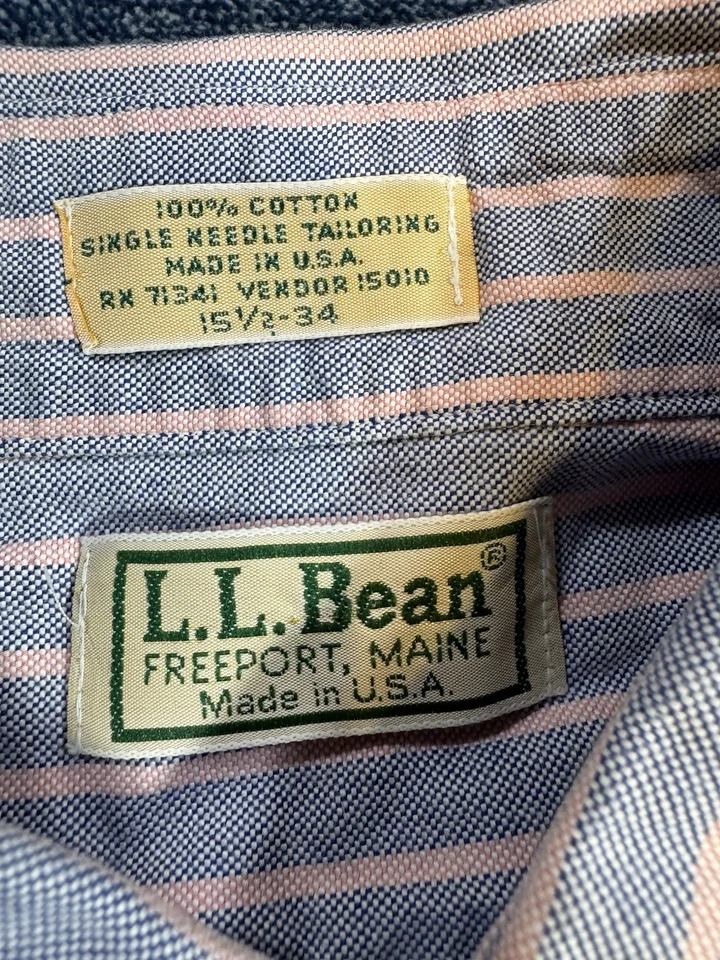 100% COTTON
SINGLE NEEDLE TAILORING
MADE IN U.S.A.
RN 71341 VENDOR 15010
15½-34
L.L.Bean®
FREEPORT, MAINE
Made in U.S.A.